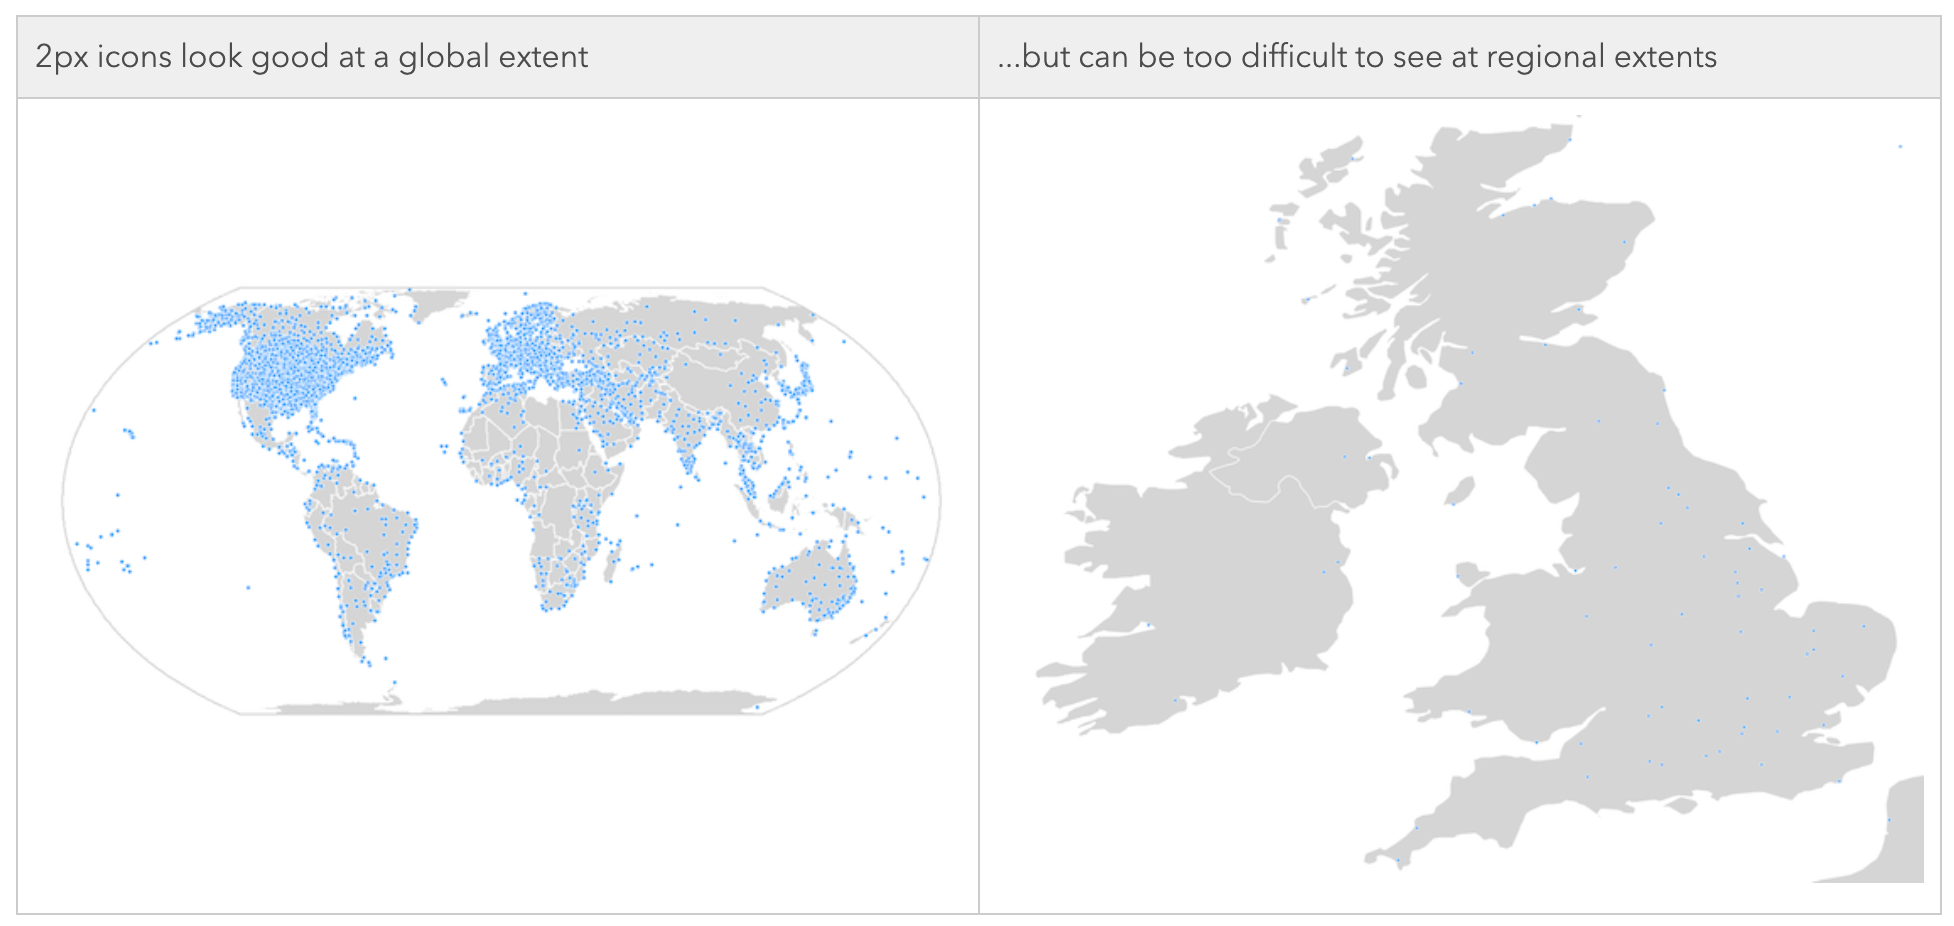 2px icons look good at a global extent
...but can be too difficult to see at regional extents